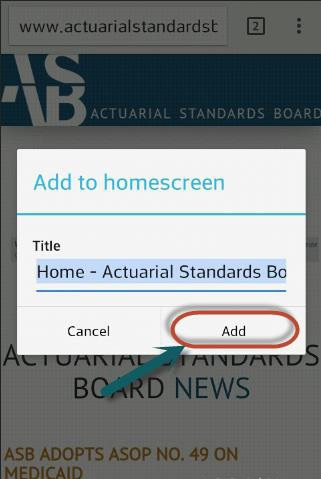 www.actuarialstandardsb
2
ASB
ACTUARIAL STANDARDS BOARD
Add to homescreen
Title
Home - Actuarial Standards Bo
Cancel
Add
ACTUARIAL STANDARDS
BOARD NEWS
ASB ADOPTS ASOP NO. 49 ON
MEDICAID